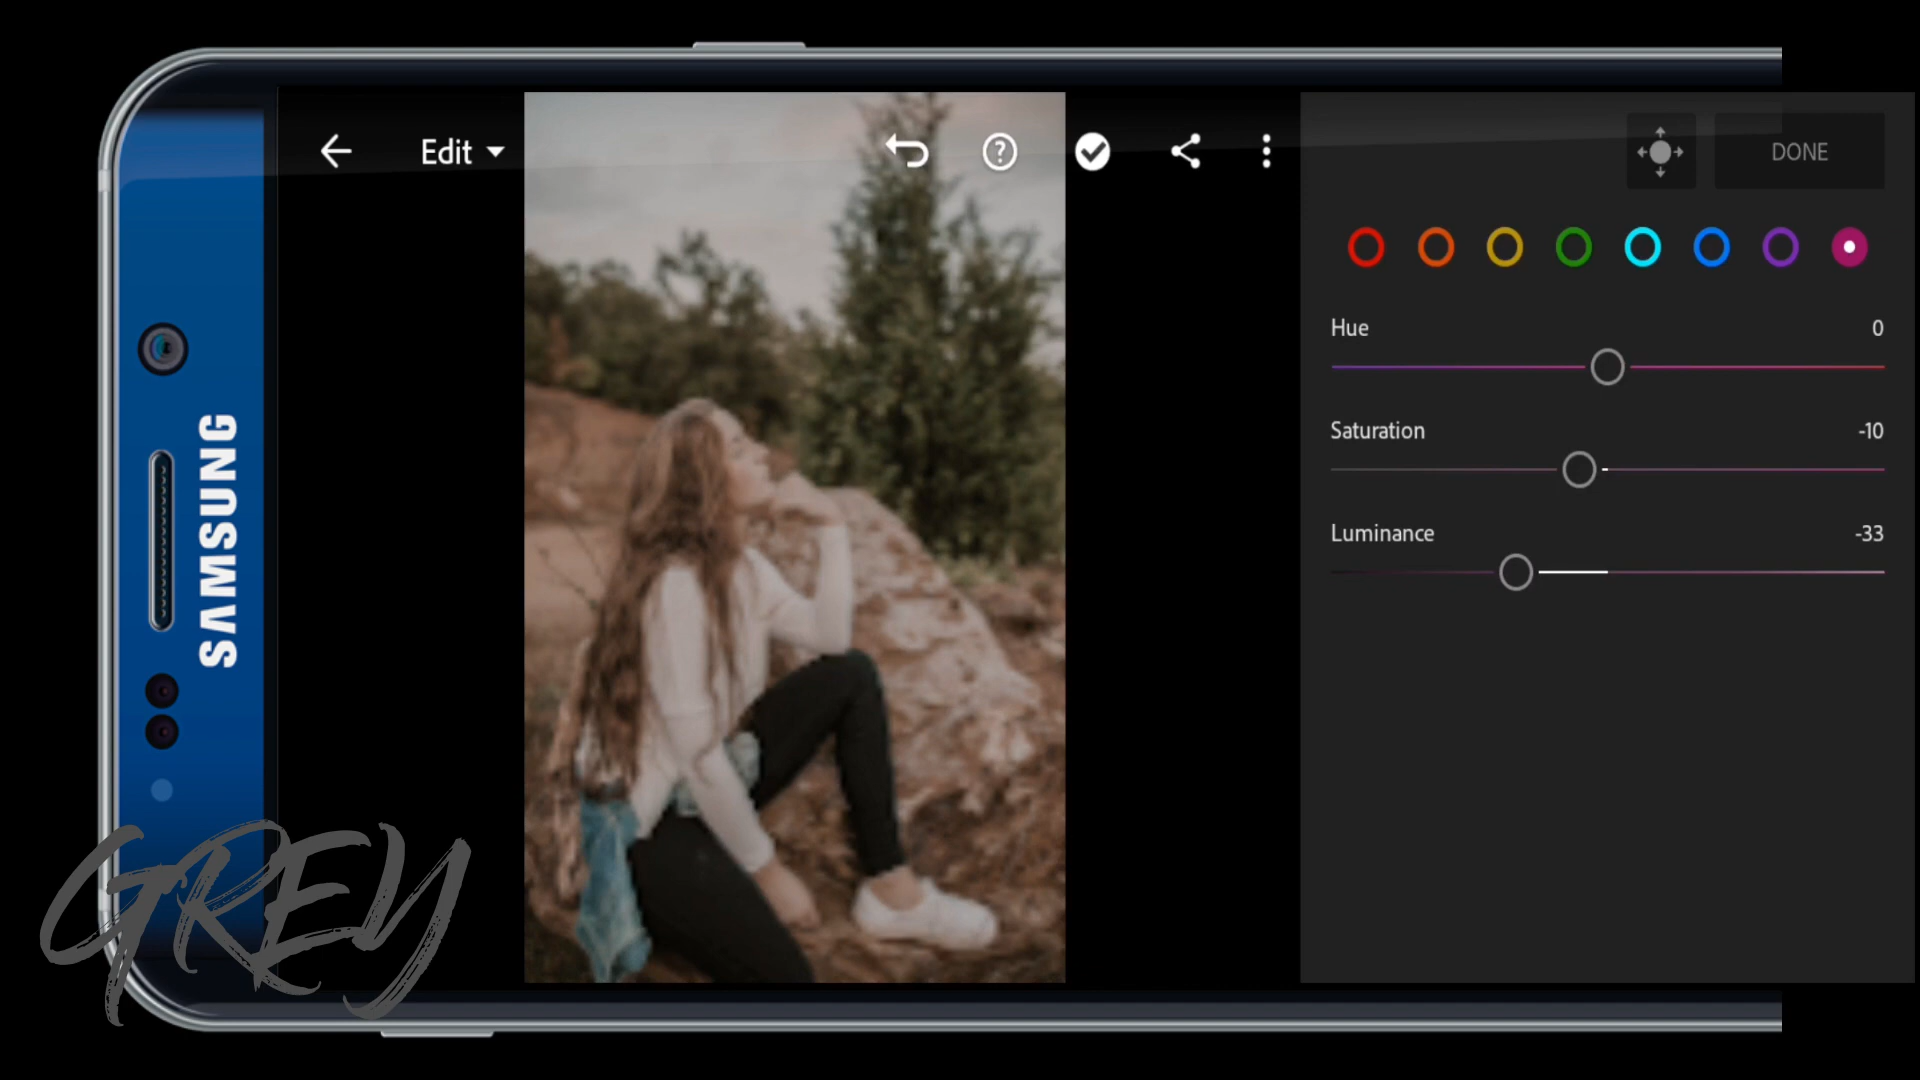 Edit
DONE
Hue 0
Saturation -10
Luminance -33
SAMSUNG
GREY